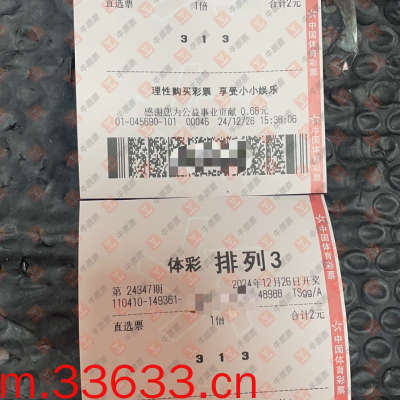 直选票 1倍 合计2元
3 1 3
理性购买彩票 享受小小娱乐
感谢您为公益事业贡献 0.68元
01-045690-101 00046 24/12/26 15:38:06
中国体育彩票
体彩 排列3
第 24347期 2024年12月26日开奖
110410-149361- 48988 TSgg/A
直选票 1倍 合计2元
3 1 3
中国体育彩票
m.33633.cn